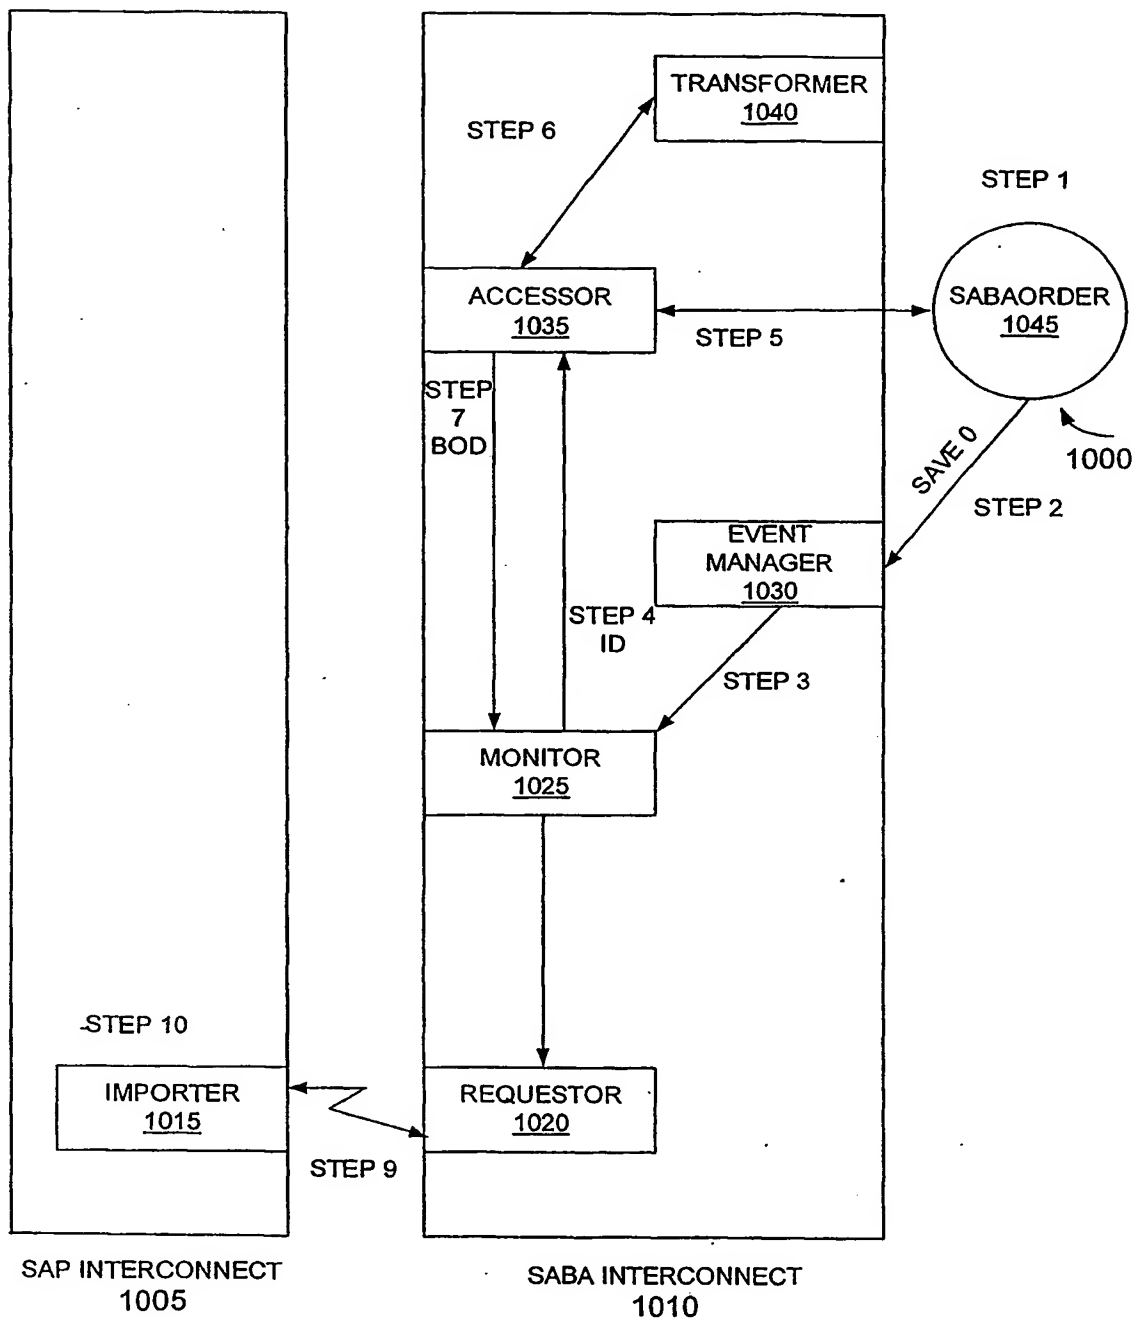 TRANSFORMER
1040
STEP 6
STEP 1
ACCESSOR
1035
SABAORDER
1045
STEP 5
STEP
7
BOD
SAVE 0
1000
STEP 2
EVENT
MANAGER
1030
STEP 4
ID
STEP 3
MONITOR
1025
STEP 10
IMPORTER
1015
REQUESTOR
1020
STEP 9
SAP INTERCONNECT
1005
SABA INTERCONNECT
1010